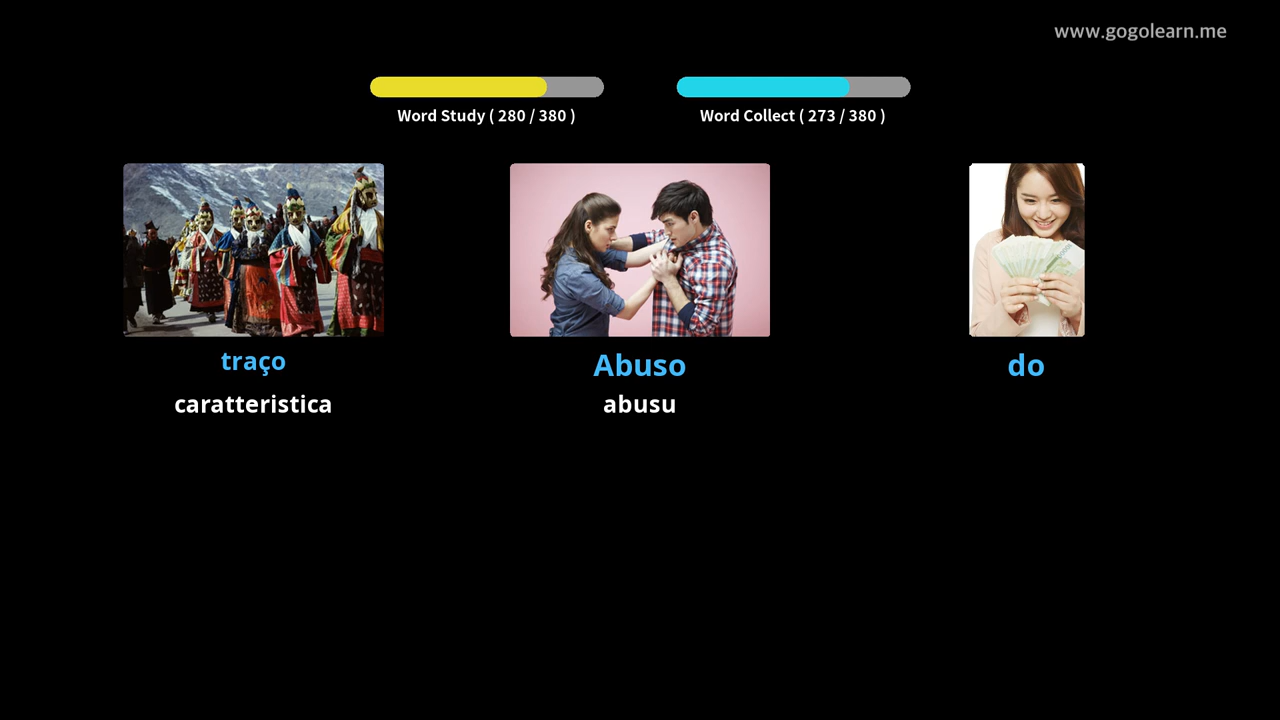 www.gogolearn.me
Word Study ( 280 / 380 )
Word Collect ( 273 / 380 )
traço
caratteristica
Abuso
abusu
do